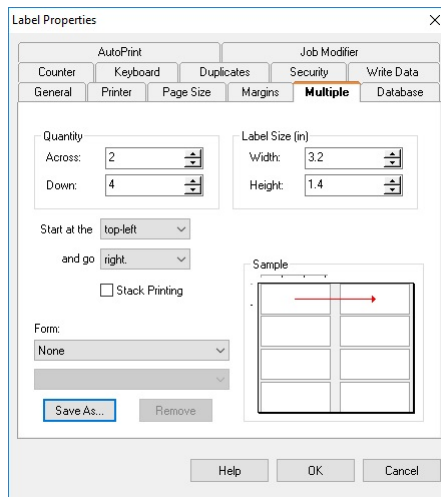 Label Properties
AutoPrint Job Modifier
Counter Keyboard Duplicates Security Write Data
General Printer Page Size Margins Multiple Database
Quantity
Across: 2
Down: 4
Label Size (in)
Width: 3.2
Height: 1.4
Start at the top-left
and go right.
Stack Printing
Form:
None
Save As... Remove
Sample
Help OK Cancel